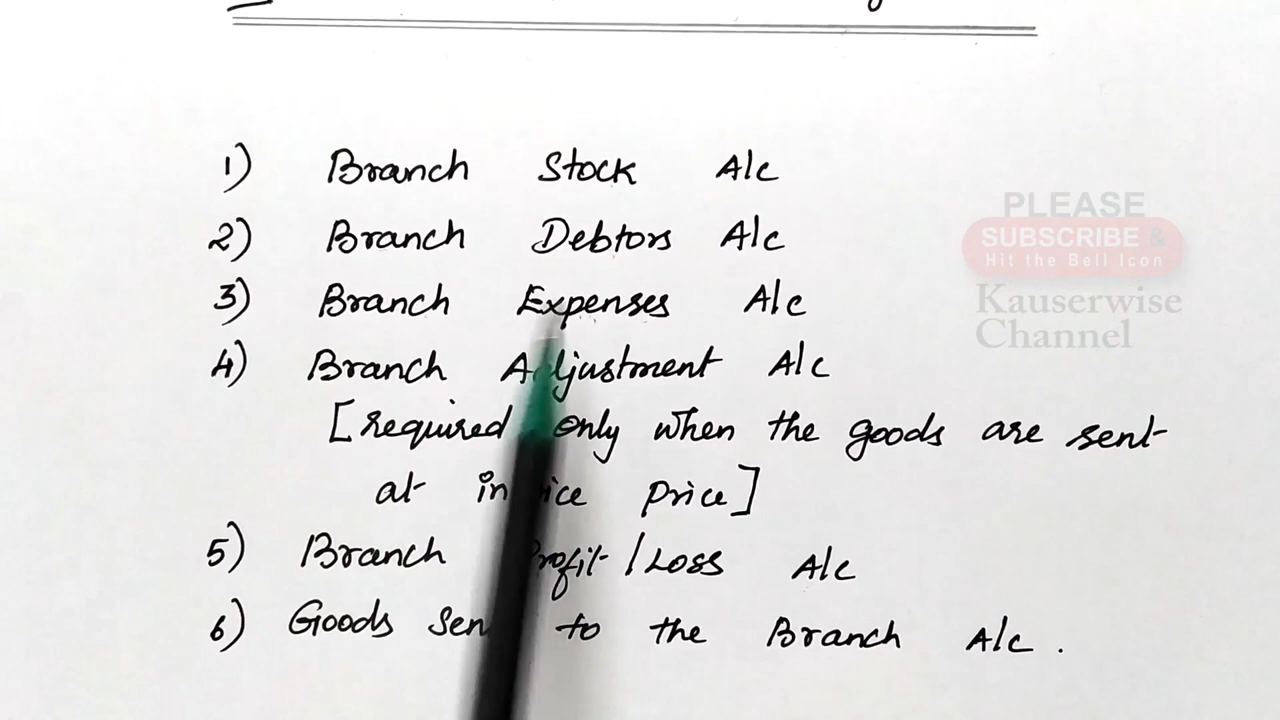 1) Branch Stock A/c
2) Branch Debtors A/c
3) Branch Expenses A/c
4) Branch Adjustment A/c
[required only when the goods are sent
at price]
5) Branch /Loss A/c
6) Goods to the Branch A/c.
PLEASE
SUBSCRIBE &
Hit the Bell Icon
Kauserwise
Channel